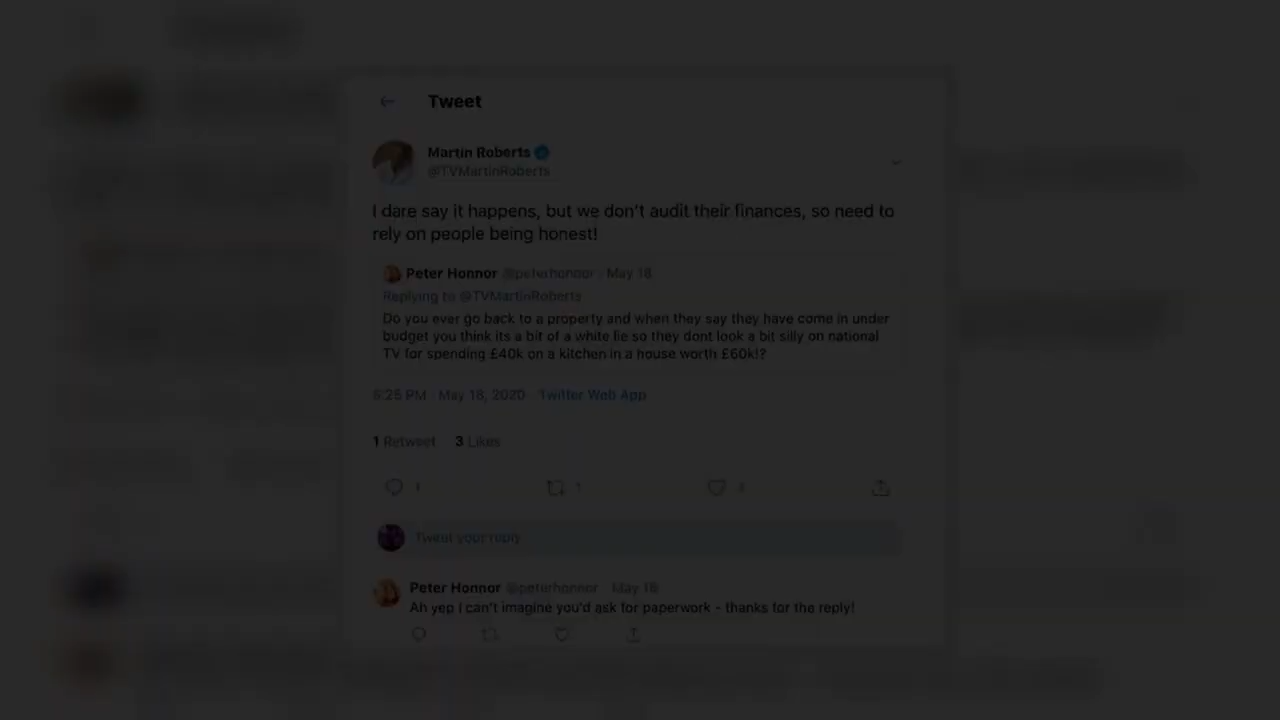 Tweet
Martin Roberts
@TVMartinRoberts
I dare say it happens, but we don't audit their finances, so need to
rely on people being honest!
Peter Honnor @peterhonnor · May 18
Replying to @TVMartinRoberts
Do you ever go back to a property and when they say they have come in under
budget you think its a bit of a white lie so they dont look a bit silly on national
TV for spending £40k on a kitchen in a house worth £60k!?
5:25 PM · May 18, 2020 · Twitter Web App
1 Retweet 3 Likes
1 1
Tweet your reply
Peter Honnor @peterhonnor · May 18
Ah yep I can't imagine you'd ask for paperwork - thanks for the reply!